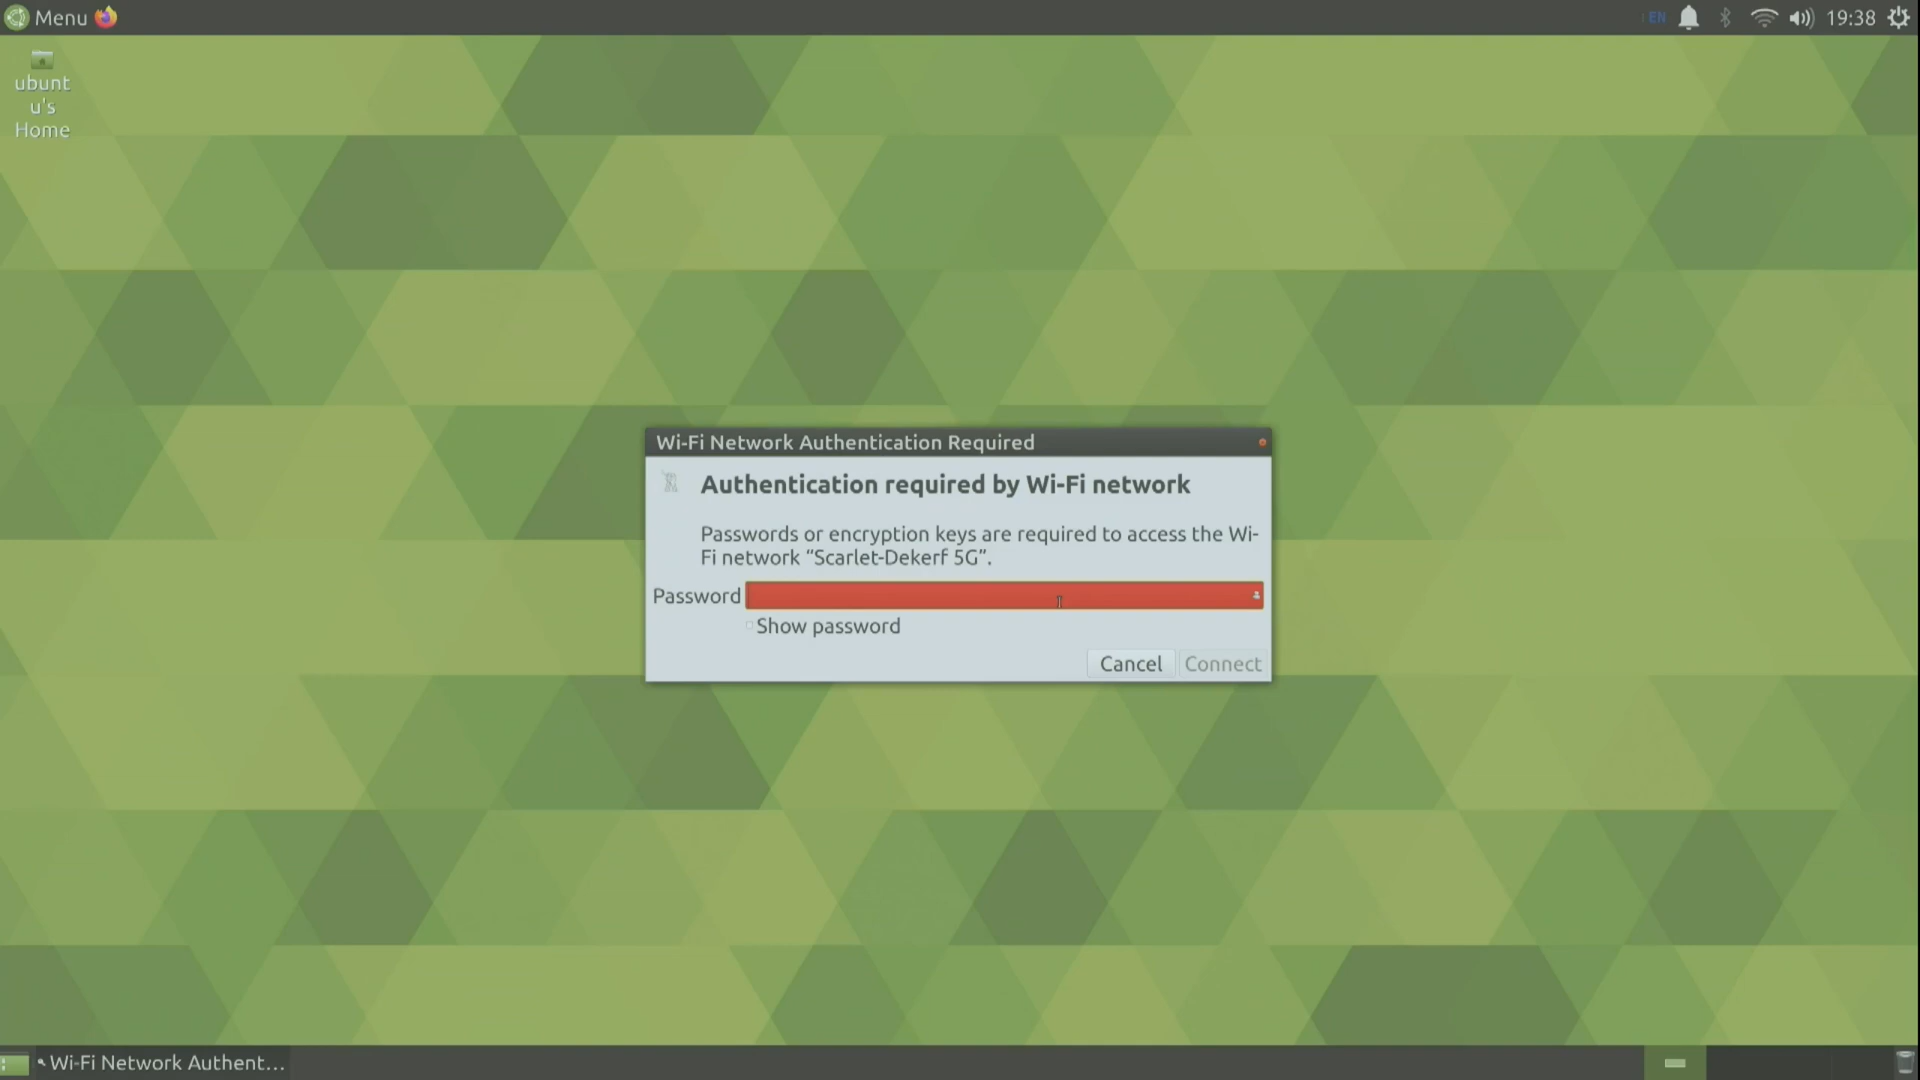 Menu
EN
19:38
ubunt
u's
Home
Wi-Fi Network Authentication Required
Authentication required by Wi-Fi network
Passwords or encryption keys are required to access the Wi-
Fi network “Scarlet-Dekerf 5G”.
Password
Show password
Cancel
Connect
Wi-Fi Network Authent...